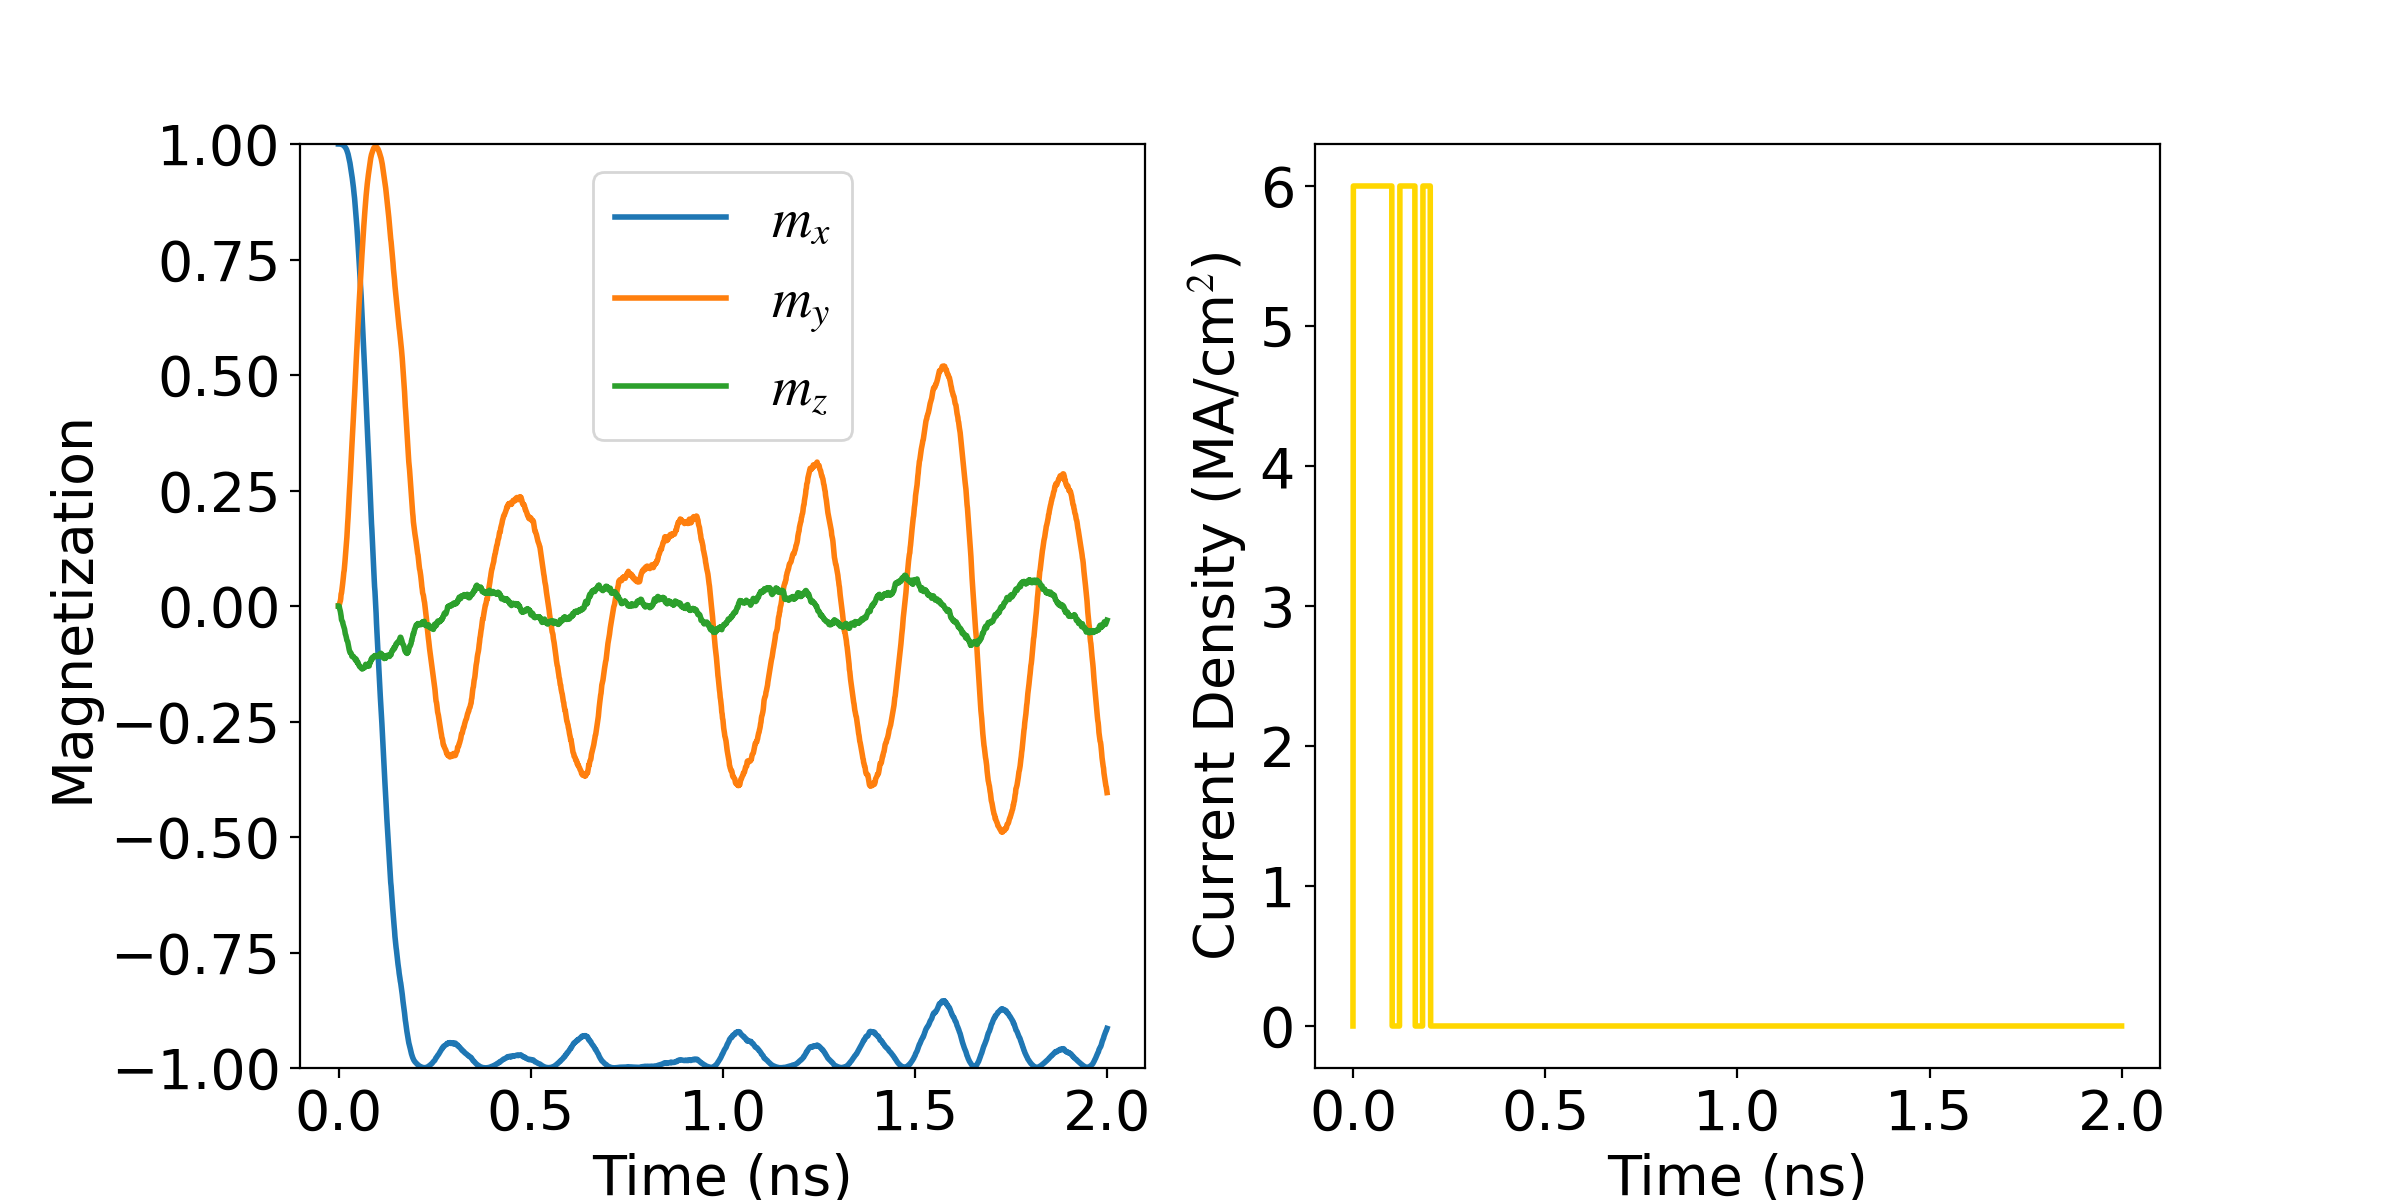 Magnetization
1.00
0.75
0.50
0.25
0.00
−0.25
−0.50
−0.75
−1.00
m_x
m_y
m_z
0.0 0.5 1.0 1.5 2.0
Time (ns)
Current Density (MA/cm²)
6
5
4
3
2
1
0
0.0 0.5 1.0 1.5 2.0
Time (ns)